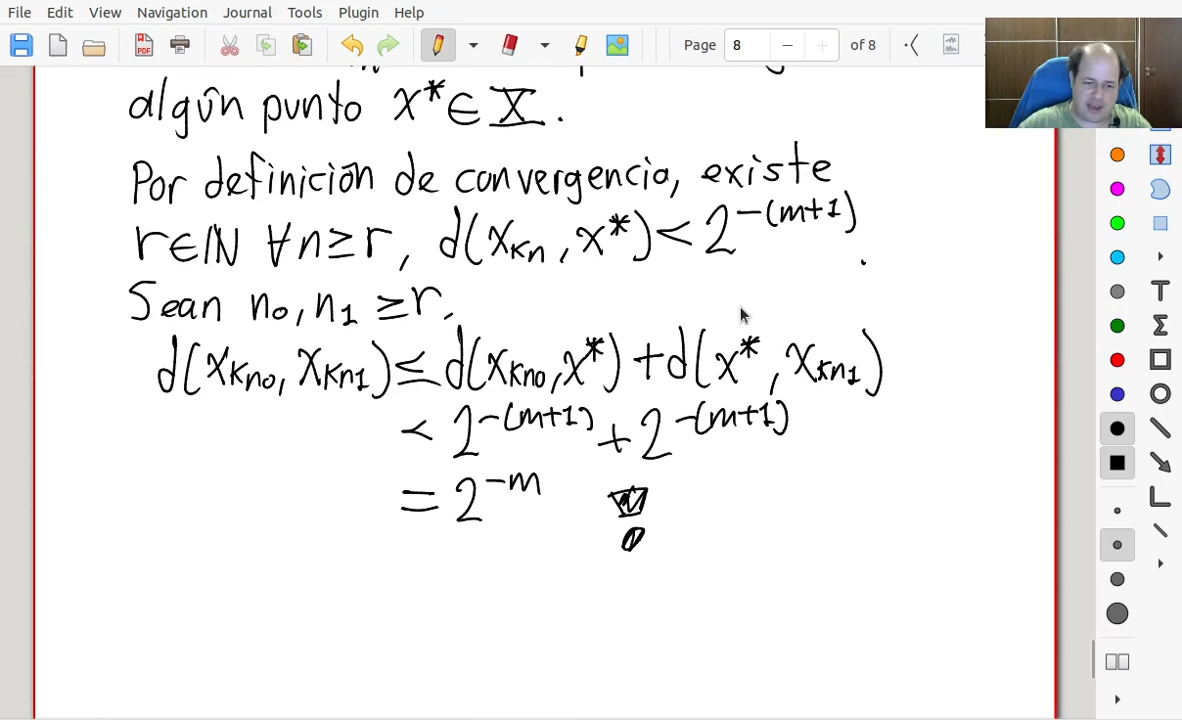 File Edit View Navigation Journal Tools Plugin Help
Page 8 of 8
algún punto x* ∈ X.
Por definición de convergencia, existe
r∈ℕ ∀n≥r, d(x_{k_n}, x*) < 2^{-(m+1)}.
Sean n₀, n₁ ≥ r.
d(x_{k_{n₀}}, x_{k_{n₁}}) ≤ d(x_{k_{n₀}}, x*) + d(x*, x_{k_{n₁}})
< 2^{-(m+1)} + 2^{-(m+1)}
= 2^{-m}